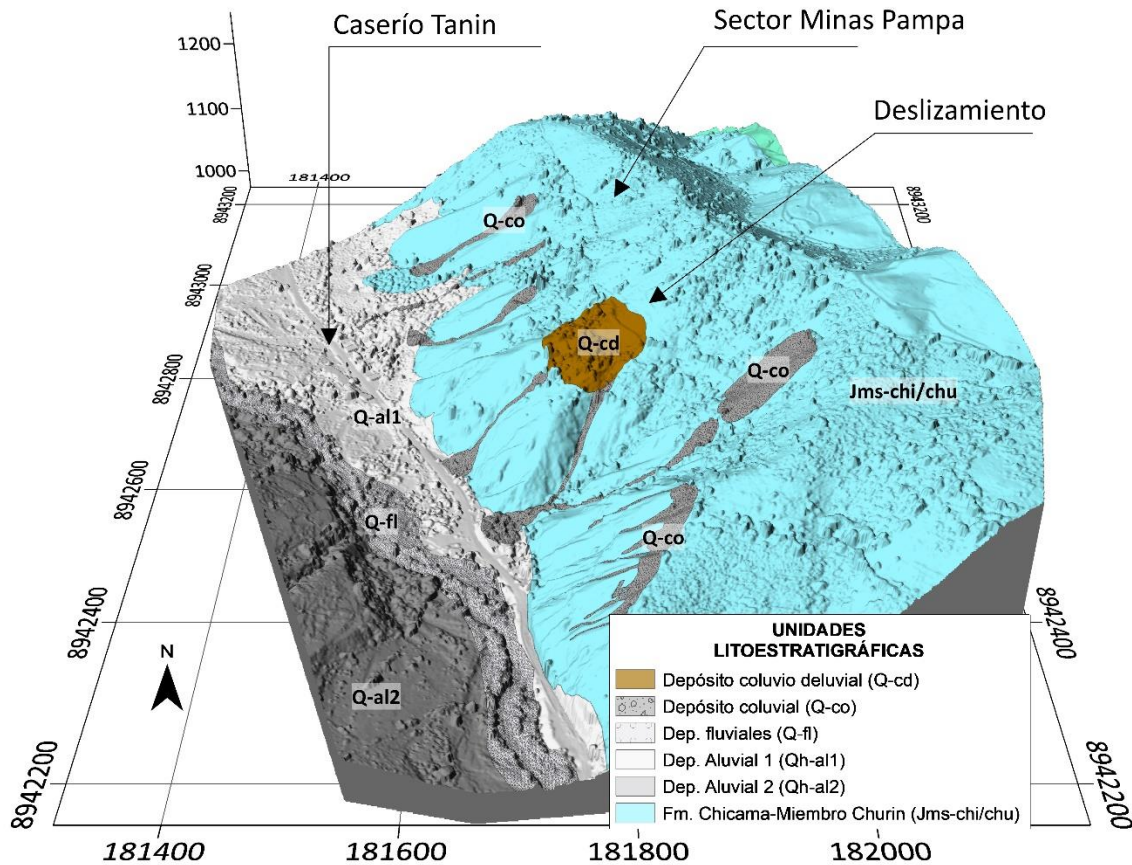 1200
1100
1000
Caserío Tanin
Sector Minas Pampa
Deslizamiento
181400
8943200
8943200
8943000
8942800
8942600
8942400
8942200
8942400
8942200
181400
181600
181800
182000
Q-co
Q-cd
Q-co
Jms-chi/chu
Q-al1
Q-fl
Q-co
Q-al2
N
UNIDADES
LITOESTRATIGRÁFICAS
Depósito coluvio deluvial (Q-cd)
Depósito coluvial (Q-co)
Dep. fluviales (Q-fl)
Dep. Aluvial 1 (Qh-al1)
Dep. Aluvial 2 (Qh-al2)
Fm. Chicama-Miembro Churin (Jms-chi/chu)